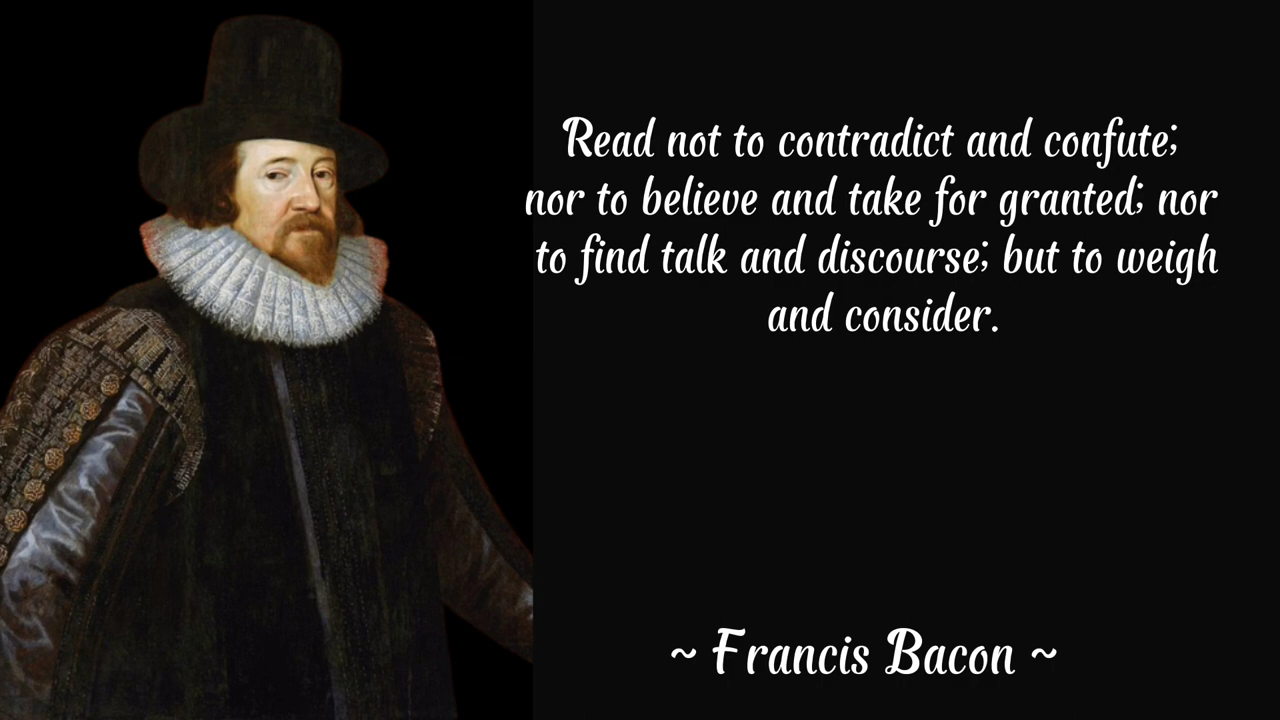 Read not to contradict and confute;
nor to believe and take for granted; nor
to find talk and discourse; but to weigh
and consider.
~ Francis Bacon ~